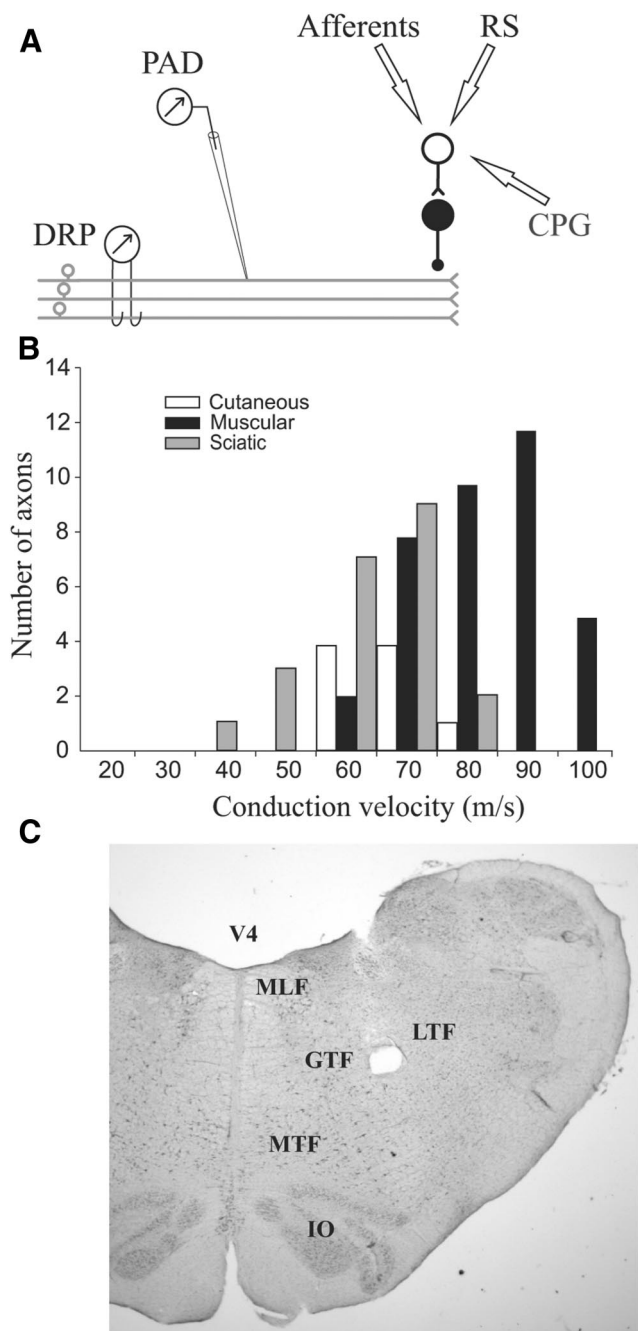 A
Afferents RS
PAD
CPG
DRP
B
14
12
10
8
6
4
2
0
Number of axons
Cutaneous
Muscular
Sciatic
20 30 40 50 60 70 80 90 100
Conduction velocity (m/s)
C
V4
MLF
LTF
GTF
MTF
IO